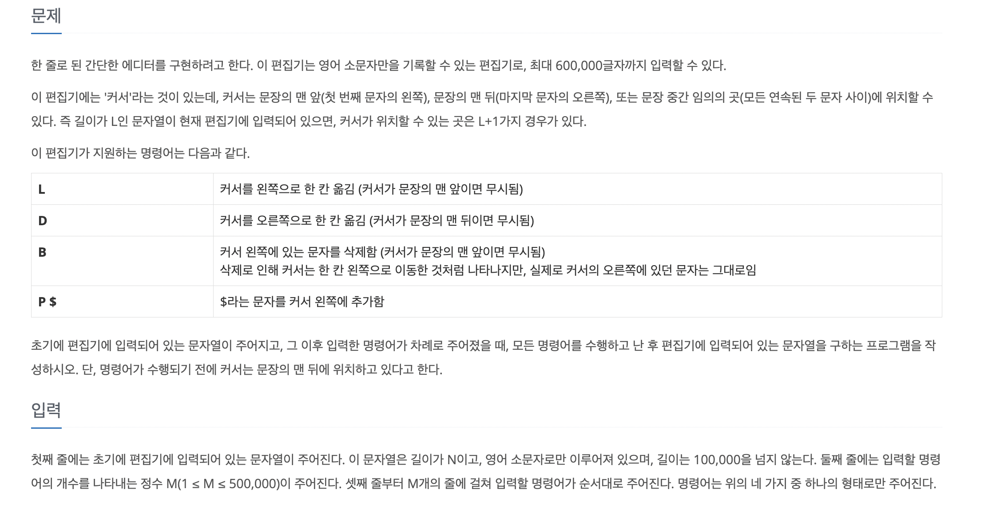 문제
한 줄로 된 간단한 에디터를 구현하려고 한다. 이 편집기는 영어 소문자만을 기록할 수 있는 편집기로, 최대 600,000글자까지 입력할 수 있다.
이 편집기에는 '커서'라는 것이 있는데, 커서는 문장의 맨 앞(첫 번째 문자의 왼쪽), 문장의 맨 뒤(마지막 문자의 오른쪽), 또는 문장 중간 임의의 곳(모든 연속된 두 문자 사이)에 위치할 수
있다. 즉 길이가 L인 문자열이 현재 편집기에 입력되어 있으면, 커서가 위치할 수 있는 곳은 L+1가지 경우가 있다.
이 편집기가 지원하는 명령어는 다음과 같다.
L 커서를 왼쪽으로 한 칸 옮김 (커서가 문장의 맨 앞이면 무시됨)
D 커서를 오른쪽으로 한 칸 옮김 (커서가 문장의 맨 뒤이면 무시됨)
B 커서 왼쪽에 있는 문자를 삭제함 (커서가 문장의 맨 앞이면 무시됨)
삭제로 인해 커서는 한 칸 왼쪽으로 이동한 것처럼 나타나지만, 실제로 커서의 오른쪽에 있던 문자는 그대로임
P $ $라는 문자를 커서 왼쪽에 추가함
초기에 편집기에 입력되어 있는 문자열이 주어지고, 그 이후 입력한 명령어가 차례로 주어졌을 때, 모든 명령어를 수행하고 난 후 편집기에 입력되어 있는 문자열을 구하는 프로그램을 작
성하시오. 단, 명령어가 수행되기 전에 커서는 문장의 맨 뒤에 위치하고 있다고 한다.
입력
첫째 줄에는 초기에 편집기에 입력되어 있는 문자열이 주어진다. 이 문자열은 길이가 N이고, 영어 소문자로만 이루어져 있으며, 길이는 100,000을 넘지 않는다. 둘째 줄에는 입력할 명령
어의 개수를 나타내는 정수 M(1 ≤ M ≤ 500,000)이 주어진다. 셋째 줄부터 M개의 줄에 걸쳐 입력할 명령어가 순서대로 주어진다. 명령어는 위의 네 가지 중 하나의 형태로만 주어진다.